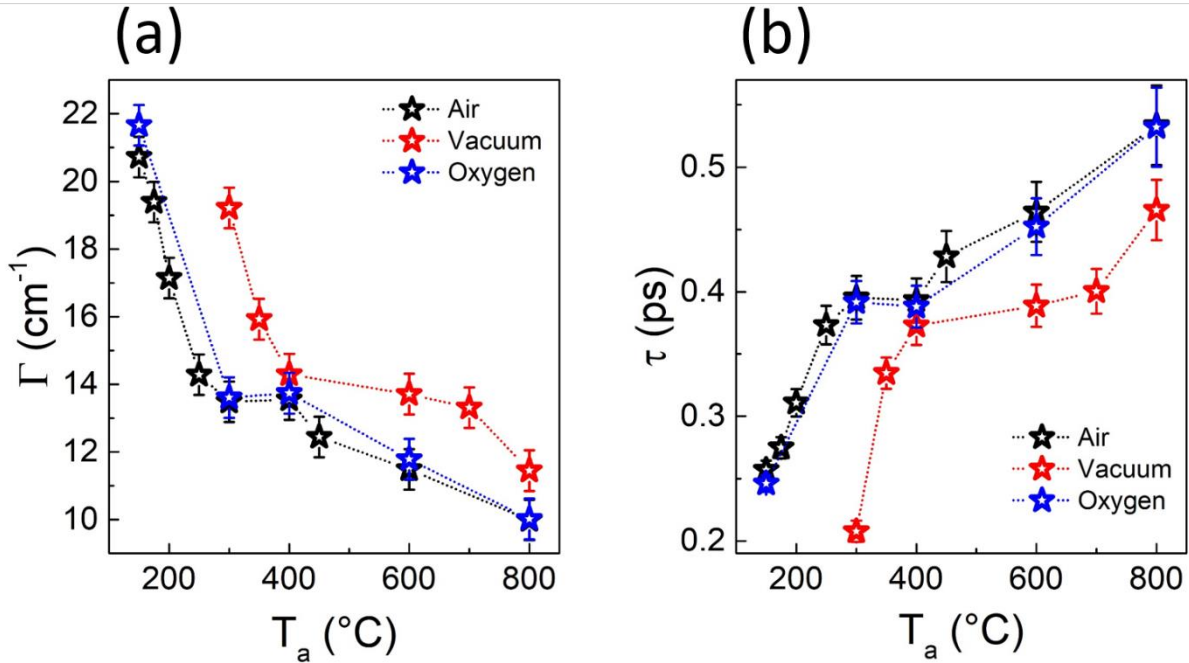 (a)
Γ (cm⁻¹)
22
20
18
16
14
12
10
Air
Vacuum
Oxygen
200 400 600 800
Tₐ (°C)
(b)
τ (ps)
0.5
0.4
0.3
0.2
Air
Vacuum
Oxygen
200 400 600 800
Tₐ (°C)